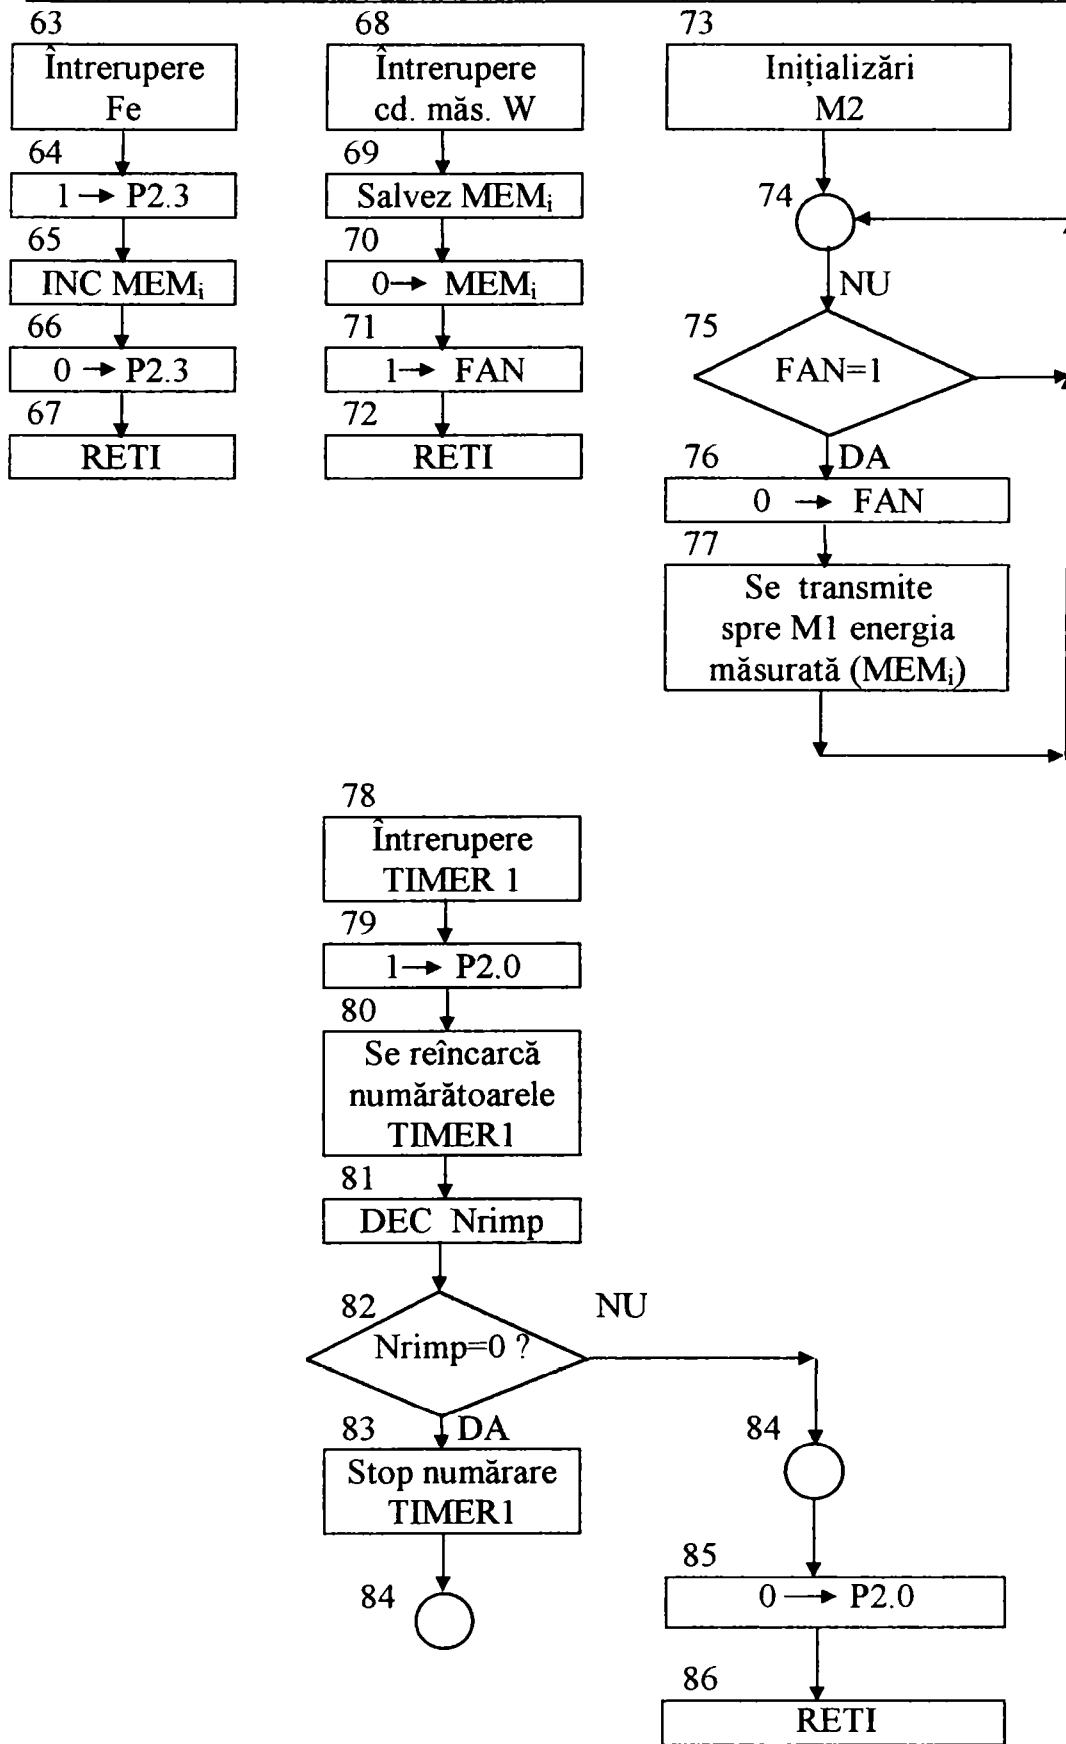 63
Întrerupere
Fe
64
1 → P2.3
65
INC MEMi
66
0 → P2.3
67
RETI
68
Întrerupere
cd. măs. W
69
Salvez MEMi
70
0→ MEMi
71
1→ FAN
72
RETI
73
Inițializări
M2
74
NU
75
FAN=1
DA
76
0 → FAN
77
Se transmite
spre M1 energia
măsurată (MEMi)
78
Întrerupere
TIMER 1
79
1→ P2.0
80
Se reîncarcă
numărătoarele
TIMER1
81
DEC Nrimp
82
Nrimp=0 ?
NU
83
DA
Stop numărare
TIMER1
84
84
85
0 → P2.0
86
RETI